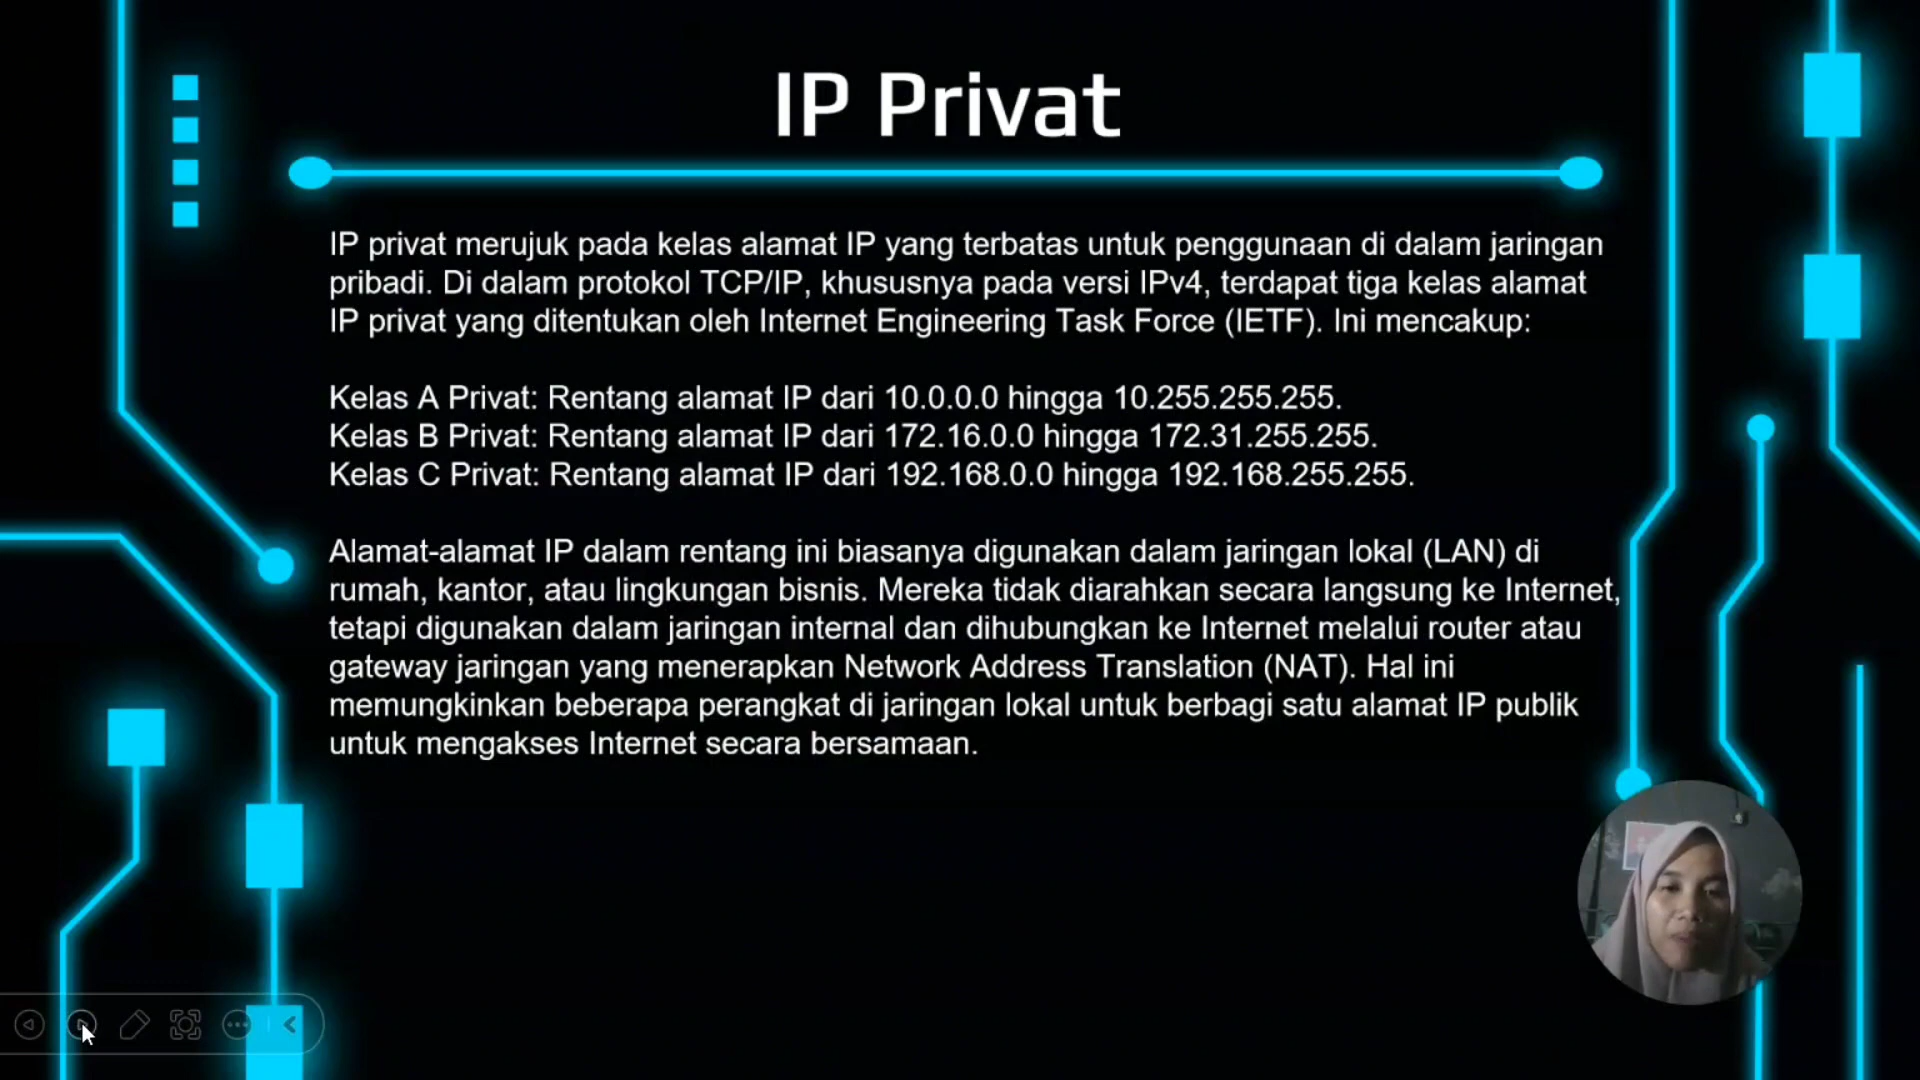 IP Privat
IP privat merujuk pada kelas alamat IP yang terbatas untuk penggunaan di dalam jaringan
pribadi. Di dalam protokol TCP/IP, khususnya pada versi IPv4, terdapat tiga kelas alamat
IP privat yang ditentukan oleh Internet Engineering Task Force (IETF). Ini mencakup:
Kelas A Privat: Rentang alamat IP dari 10.0.0.0 hingga 10.255.255.255.
Kelas B Privat: Rentang alamat IP dari 172.16.0.0 hingga 172.31.255.255.
Kelas C Privat: Rentang alamat IP dari 192.168.0.0 hingga 192.168.255.255.
Alamat-alamat IP dalam rentang ini biasanya digunakan dalam jaringan lokal (LAN) di
rumah, kantor, atau lingkungan bisnis. Mereka tidak diarahkan secara langsung ke Internet,
tetapi digunakan dalam jaringan internal dan dihubungkan ke Internet melalui router atau
gateway jaringan yang menerapkan Network Address Translation (NAT). Hal ini
memungkinkan beberapa perangkat di jaringan lokal untuk berbagi satu alamat IP publik
untuk mengakses Internet secara bersamaan.